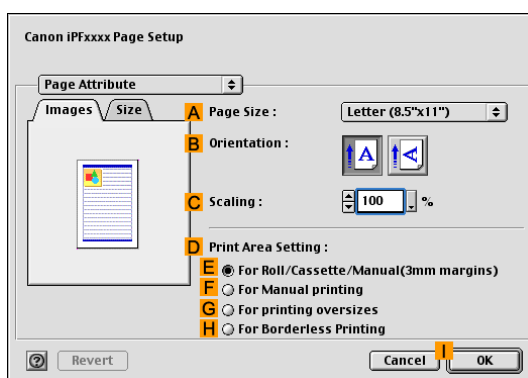 Canon iPFxxxx Page Setup
Page Attribute
Images Size
A Page Size : Letter (8.5"x11")
B Orientation : A A
C Scaling : 100 %
D Print Area Setting :
E For Roll/Cassette/Manual(3mm margins)
F For Manual printing
G For printing oversizes
H For Borderless Printing
? Revert Cancel I OK